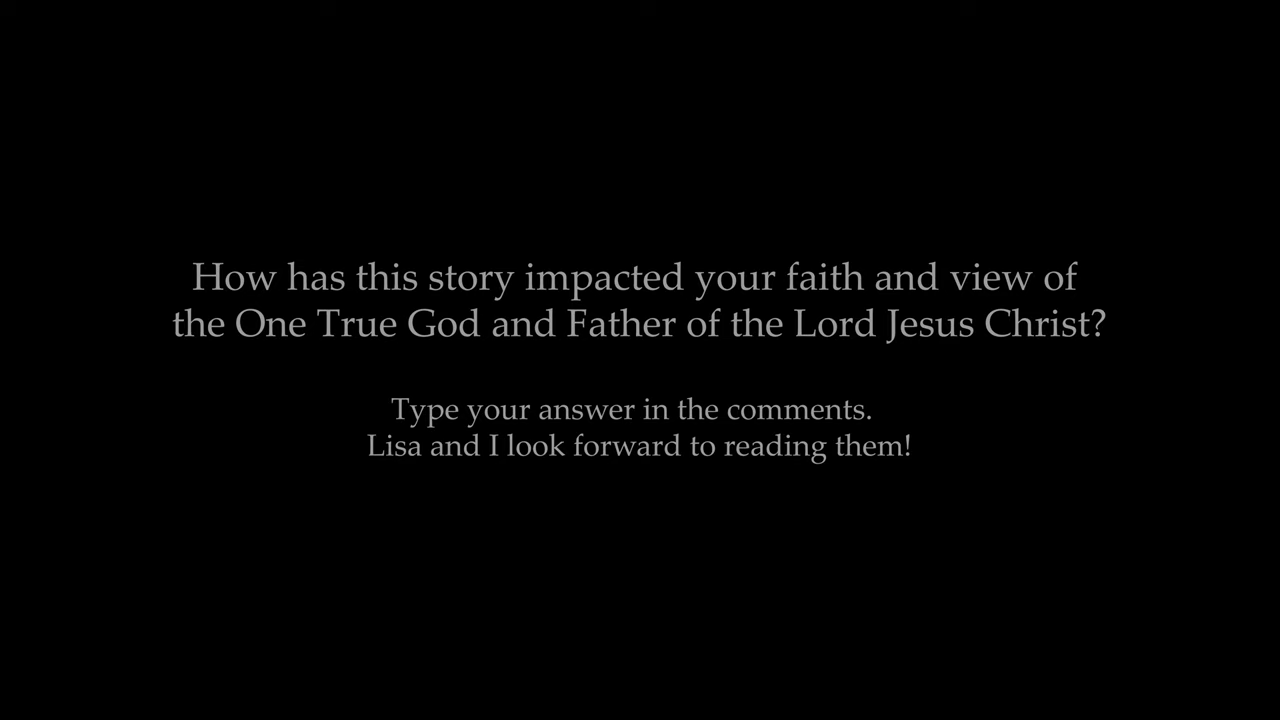 How has this story impacted your faith and view of
the One True God and Father of the Lord Jesus Christ?
Type your answer in the comments.
Lisa and I look forward to reading them!